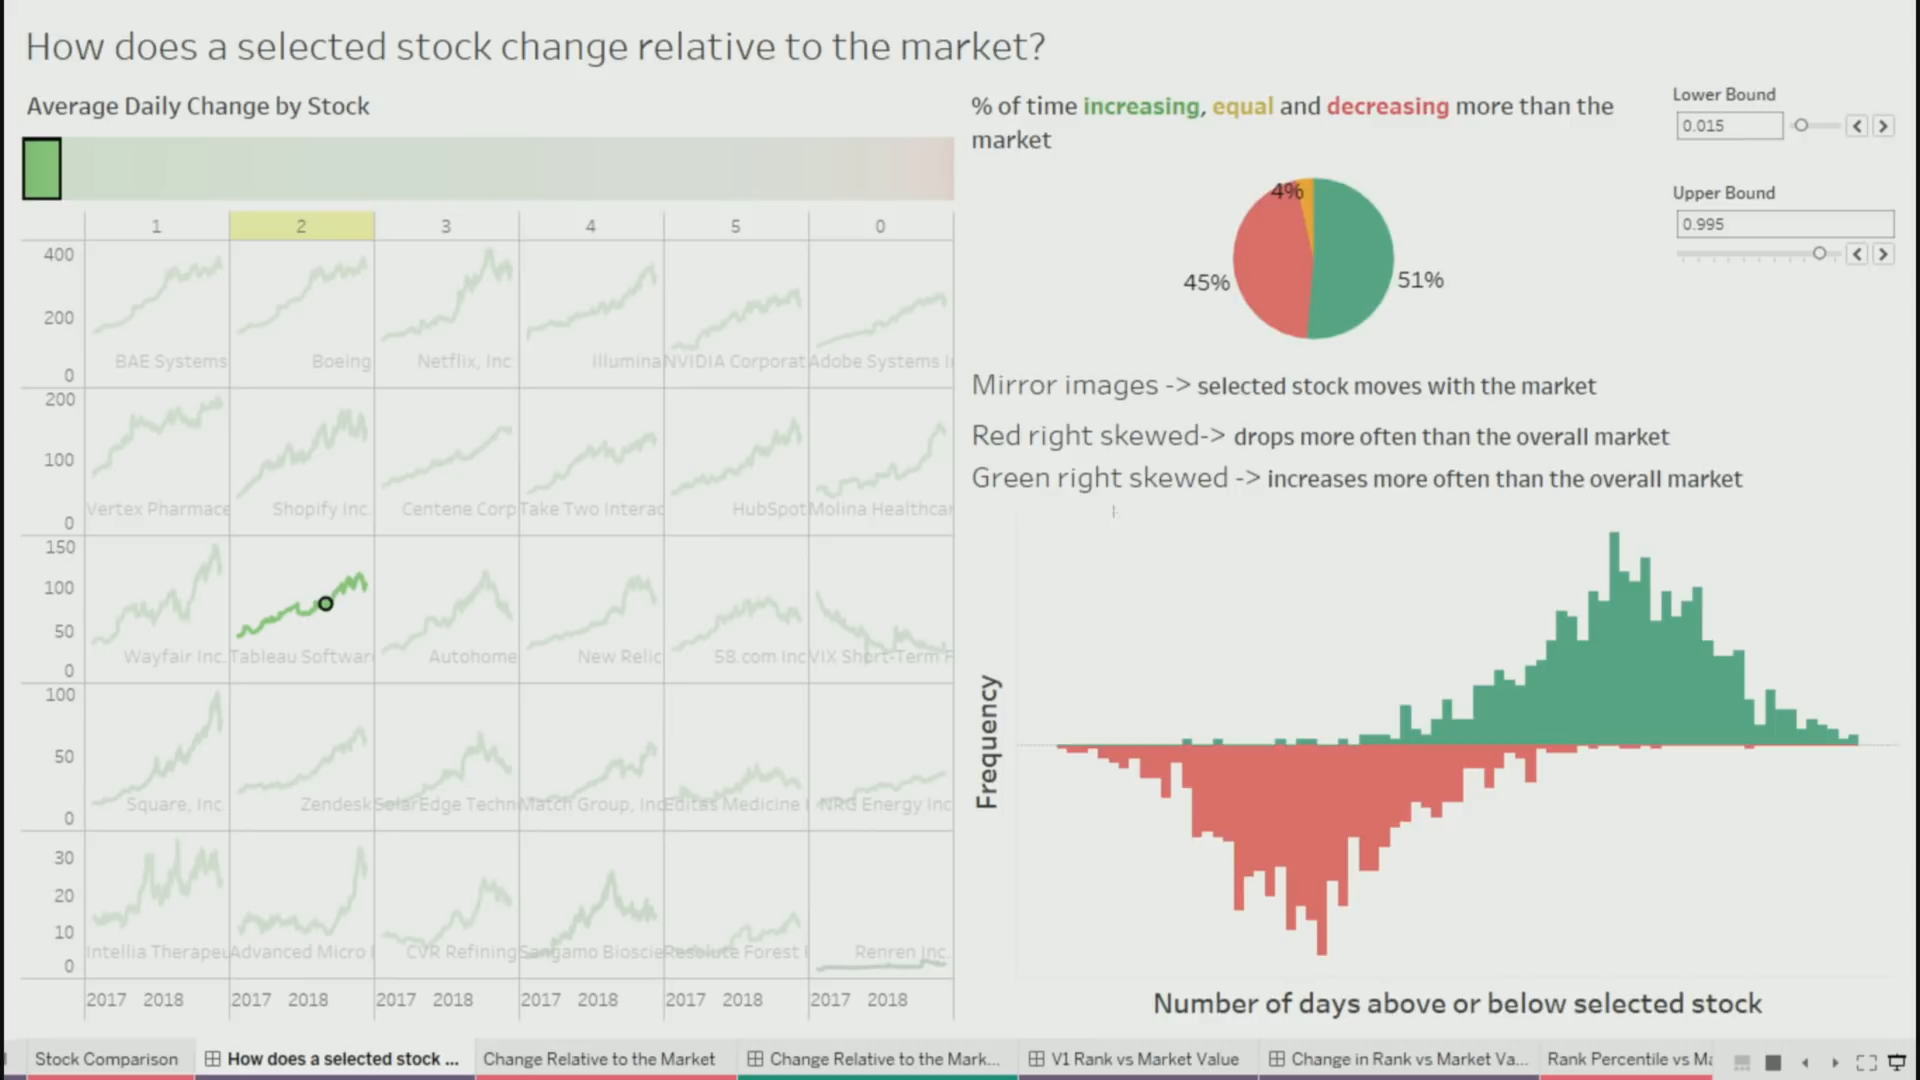 How does a selected stock change relative to the market?
Average Daily Change by Stock
% of time increasing, equal and decreasing more than the
market
Lower Bound
0.015
Upper Bound
0.995
1 2 3 4 5 0
400
200
0
BAE Systems Boeing Netflix, Inc Illumina NVIDIA Corporat Adobe Systems I
4%
45%
51%
Mirror images -> selected stock moves with the market
Red right skewed-> drops more often than the overall market
Green right skewed -> increases more often than the overall market
200
100
0
Vertex Pharmace Shopify Inc. Centene Corp Take Two Interac HubSpot Molina Healthcar
150
100
50
0
Wayfair Inc. Tableau Softwar Autohome New Relic 58.com Inc VIX Short-Term F
100
50
0
Square, Inc Zendesk SolarEdge Techn Match Group, Inc Editas Medicine I NRG Energy Inc
30
20
10
0
Intellia Therapeu Advanced Micro I CVR Refining Sangamo Bioscie Resolute Forest I Renren Inc.
2017 2018 2017 2018 2017 2018 2017 2018 2017 2018 2017 2018
Frequency
Number of days above or below selected stock
Stock Comparison How does a selected stock ... Change Relative to the Market Change Relative to the Mark... V1 Rank vs Market Value Change in Rank vs Market Va... Rank Percentile vs Ma